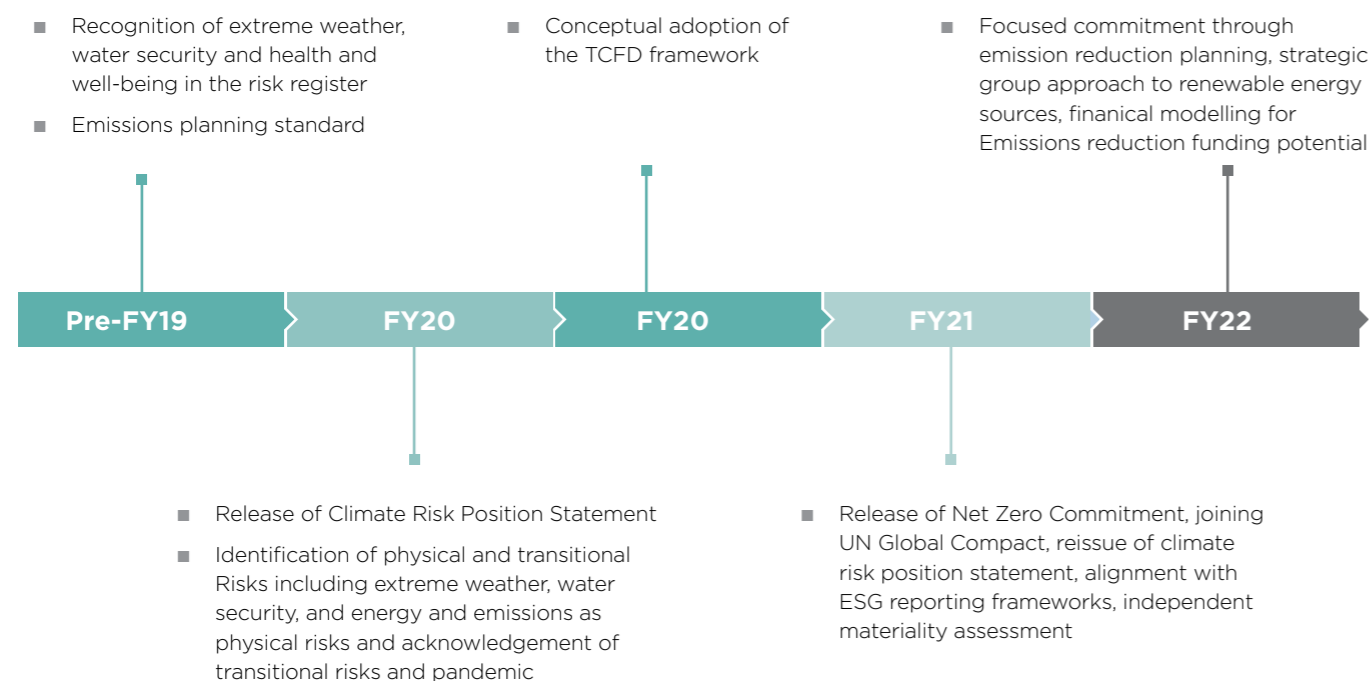 Recognition of extreme weather,
water security and health and
well-being in the risk register
Emissions planning standard
Conceptual adoption of
the TCFD framework
Focused commitment through
emission reduction planning, strategic
group approach to renewable energy
sources, finanical modelling for
Emissions reduction funding potential
Pre-FY19
FY20
FY20
FY21
FY22
Release of Climate Risk Position Statement
Identification of physical and transitional
Risks including extreme weather, water
security, and energy and emissions as
physical risks and acknowledgement of
transitional risks and pandemic
Release of Net Zero Commitment, joining
UN Global Compact, reissue of climate
risk position statement, alignment with
ESG reporting frameworks, independent
materiality assessment